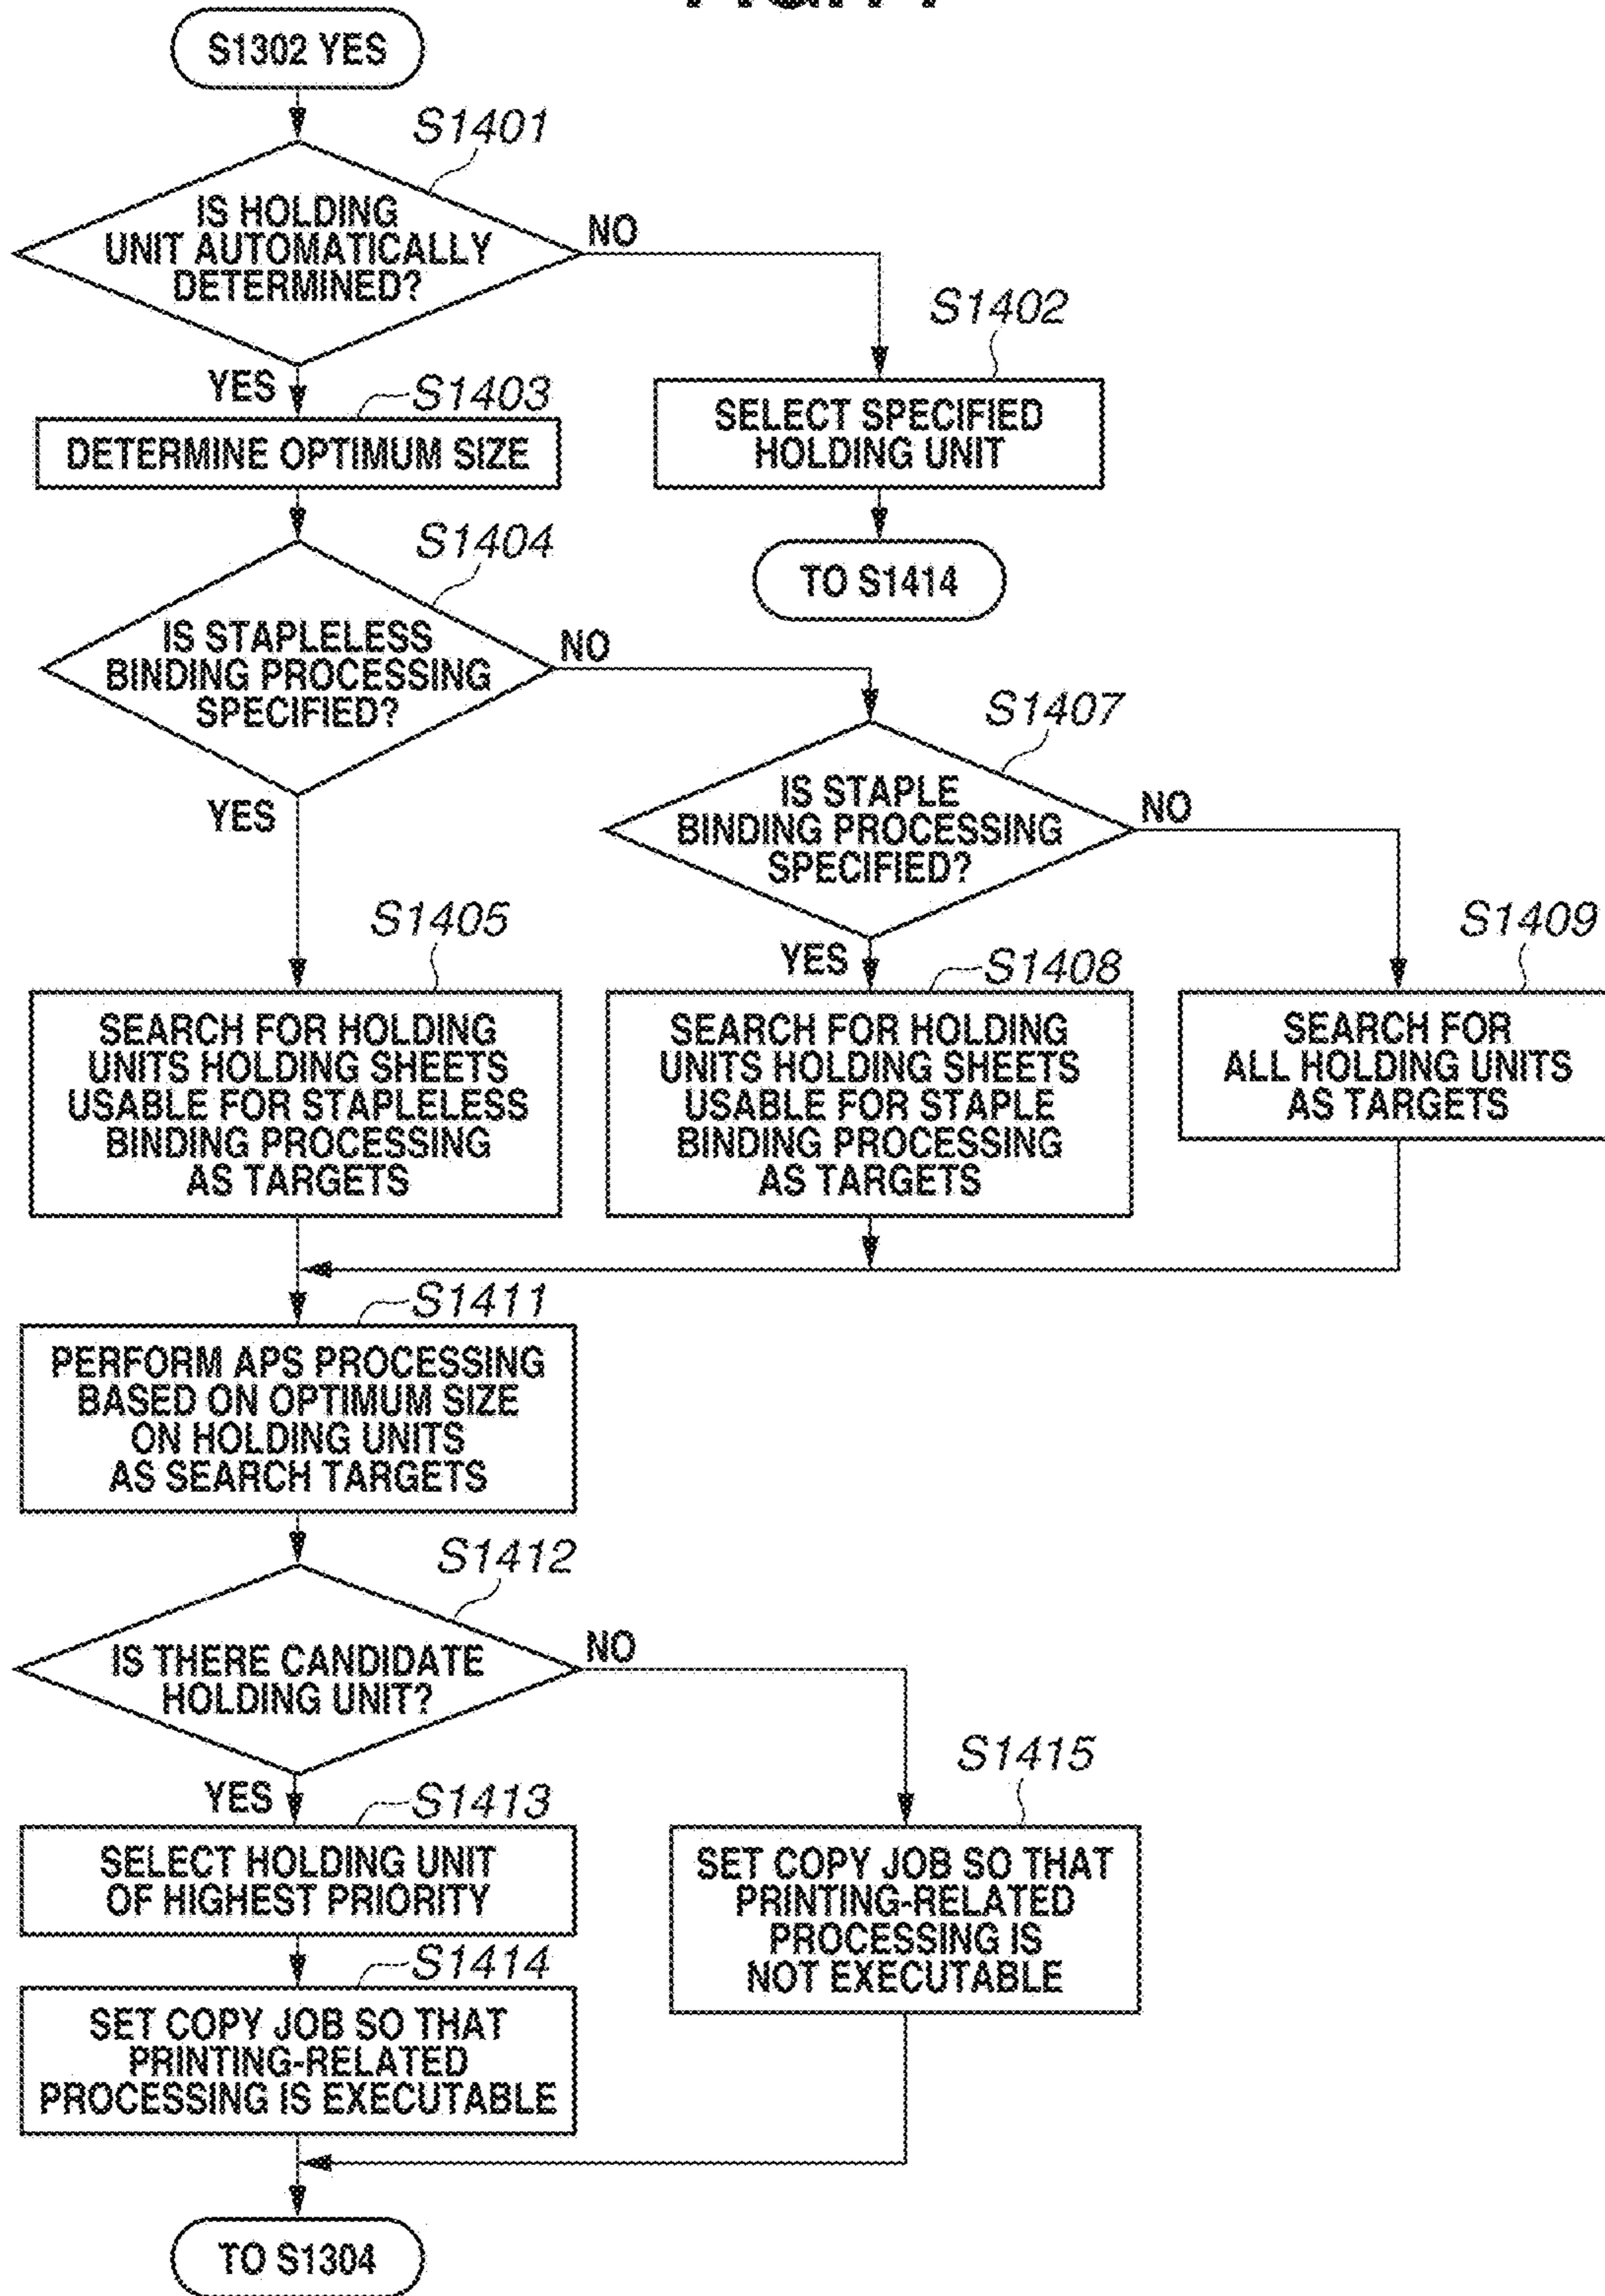 S1302 YES
S1401
IS HOLDING
UNIT AUTOMATICALLY
DETERMINED?
NO
S1402
YES
S1403
SELECT SPECIFIED
HOLDING UNIT
DETERMINE OPTIMUM SIZE
S1404
TO S1414
IS STAPLELESS
BINDING PROCESSING
SPECIFIED?
NO
S1407
YES
IS STAPLE
BINDING PROCESSING
SPECIFIED?
NO
S1405
YES
S1408
S1409
SEARCH FOR HOLDING
UNITS HOLDING SHEETS
USABLE FOR STAPLELESS
BINDING PROCESSING
AS TARGETS
SEARCH FOR HOLDING
UNITS HOLDING SHEETS
USABLE FOR STAPLE
BINDING PROCESSING
AS TARGETS
SEARCH FOR
ALL HOLDING UNITS
AS TARGETS
S1411
PERFORM APS PROCESSING
BASED ON OPTIMUM SIZE
ON HOLDING UNITS
AS SEARCH TARGETS
S1412
IS THERE CANDIDATE
HOLDING UNIT?
NO
YES
S1413
S1415
SELECT HOLDING UNIT
OF HIGHEST PRIORITY
SET COPY JOB SO THAT
PRINTING-RELATED
PROCESSING IS
NOT EXECUTABLE
S1414
SET COPY JOB SO THAT
PRINTING-RELATED
PROCESSING IS EXECUTABLE
TO S1304